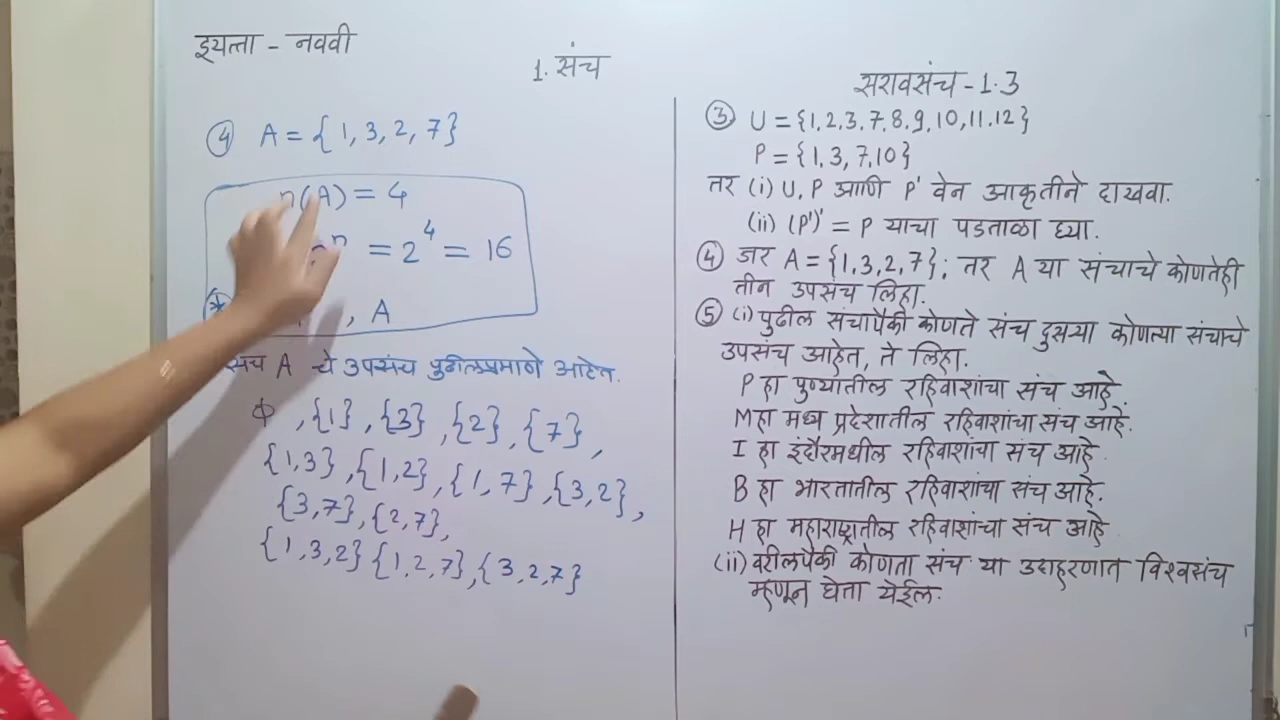 इयत्ता - नववी
1. संच
④ A = {1, 3, 2, 7}
n(A) = 4
= 2⁴ = 16
, A
संच A चे उपसंच पुढीलप्रमाणे आहेत.
Φ , {1} , {3} , {2} , {7} ,
{1,3} , {1,2} , {1,7} , {3,2} ,
{3,7} , {2,7} ,
{1,3,2} {1,2,7} , {3,2,7}
सरावसंच - 1.3
③ U = {1,2,3,7,8,9,10,11.12}
P = {1,3,7,10}
तर (i) U, P आणि P' वेन आकृतीने दाखवा.
(ii) (P')' = P याचा पडताळा घ्या.
④ जर A = {1,3,2,7}; तर A या संचाचे कोणतेही
तीन उपसंच लिहा.
⑤ (i) पुढील संचापैकी कोणते संच दुसऱ्या कोणत्या संचाचे
उपसंच आहेत, ते लिहा.
P हा पुण्यातील रहिवाशांचा संच आहे.
M हा मध्य प्रदेशातील रहिवाशांचा संच आहे.
I हा इंदौरमधील रहिवाशांचा संच आहे.
B हा भारतातील रहिवाशांचा संच आहे.
H हा महाराष्ट्रातील रहिवाशांचा संच आहे
(ii) वरीलपैकी कोणता संच या उदाहरणात विश्वसंच
म्हणून घेता येईल.